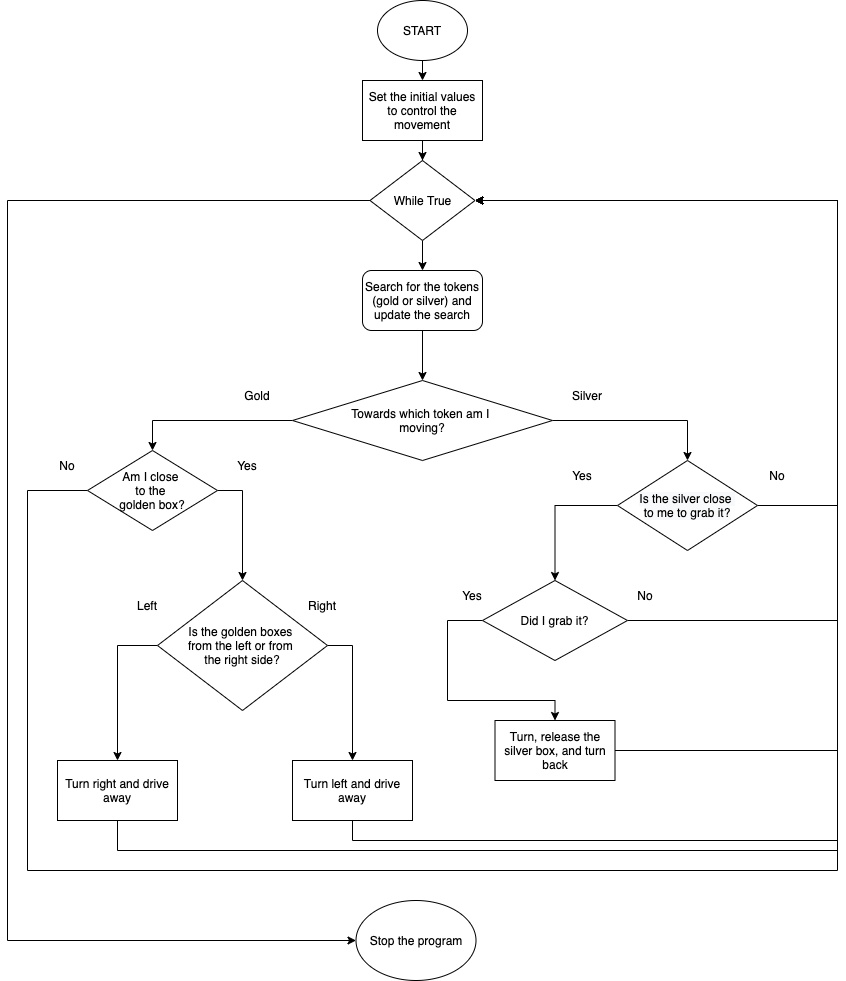 START
Set the initial values
to control the
movement
While True
Search for the tokens
(gold or silver) and
update the search
Gold
Silver
Towards which token am I
moving?
No
Yes
Am I close
to the
golden box?
Yes
No
Is the silver close
to me to grab it?
Left
Right
Is the golden boxes
from the left or from
the right side?
Yes
No
Did I grab it?
Turn, release the
silver box, and turn
back
Turn right and drive
away
Turn left and drive
away
Stop the program